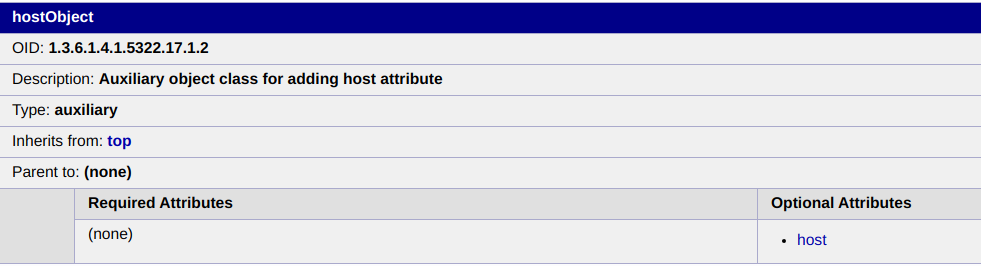 hostObject
OID: 1.3.6.1.4.1.5322.17.1.2
Description: Auxiliary object class for adding host attribute
Type: auxiliary
Inherits from: top
Parent to: (none)
Required Attributes
Optional Attributes
(none)
• host